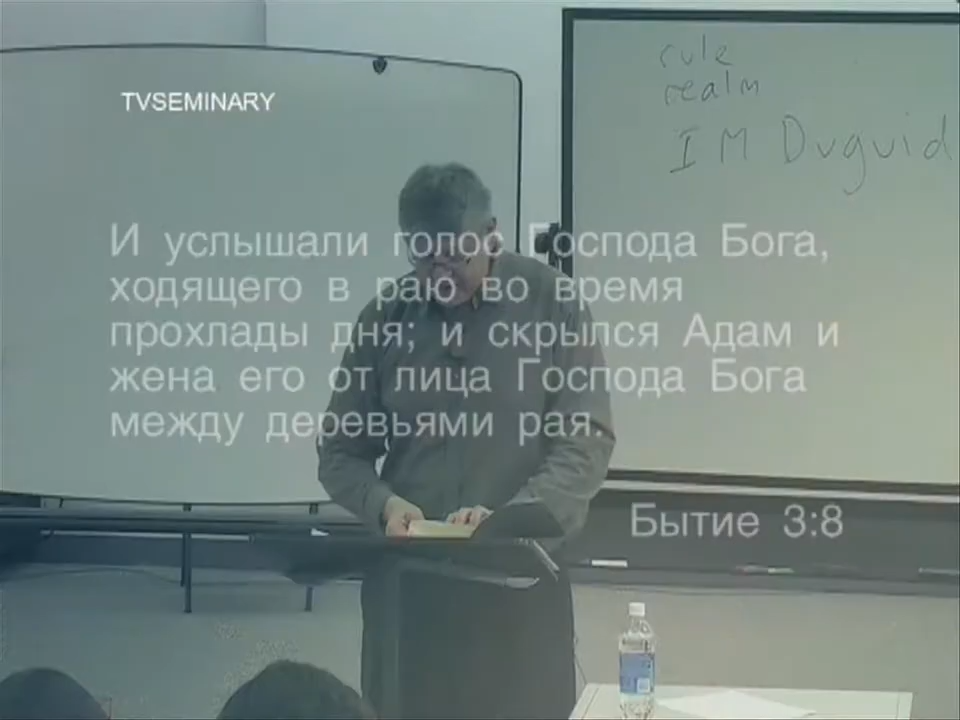 rule
realm
IM Duguid
TVSEMINARY
И услышали голос Господа Бога,
ходящего в раю во время
прохлады дня; и скрылся Адам и
жена его от лица Господа Бога
между деревьями рая.
Бытие 3:8